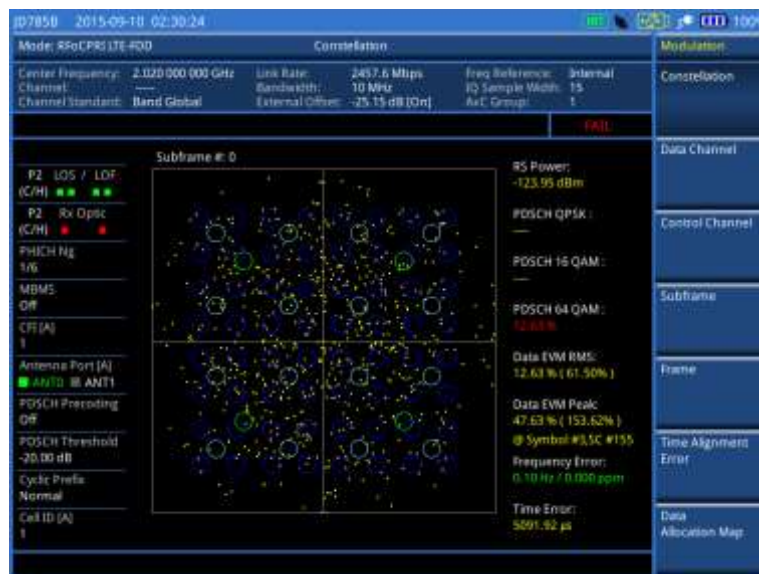 JD785B 2015-09-10 02:30:24
100%
Mode: RFoCPRI LTE-FDD
Constellation
Modulation
Center Frequency: 2.020 000 000 GHz
Link Rate: 2457.6 Mbps
Freq Reference: Internal
Channel: ----
Bandwidth: 10 MHz
IQ Sample Width: 15
Channel Standard: Band Global
External Offset: -25.15 dB [On]
AxC Group: 1
FAIL
Constellation
Data Channel
Control Channel
Subframe
Frame
Time Alignment
Error
Data
Allocation Map
P2 LOS / LOF
(C/H)
P2 Rx Optic
(C/H)
PHICH Ng
1/6
MBMS
Off
CFI [A]
1
Antenna Port [A]
ANT0 ANT1
PDSCH Precoding
Off
PDSCH Threshold
-20.00 dB
Cyclic Prefix
Normal
Cell ID [A]
1
Subframe #: 0
RS Power:
-123.95 dBm
PDSCH QPSK :
----
PDSCH 16 QAM :
----
PDSCH 64 QAM :
12.63 %
Data EVM RMS:
12.63 % ( 61.50% )
Data EVM Peak:
47.63 % ( 153.62% )
@ Symbol #3,SC #155
Frequency Error:
0.10 Hz / 0.000 ppm
Time Error:
5091.92 µs